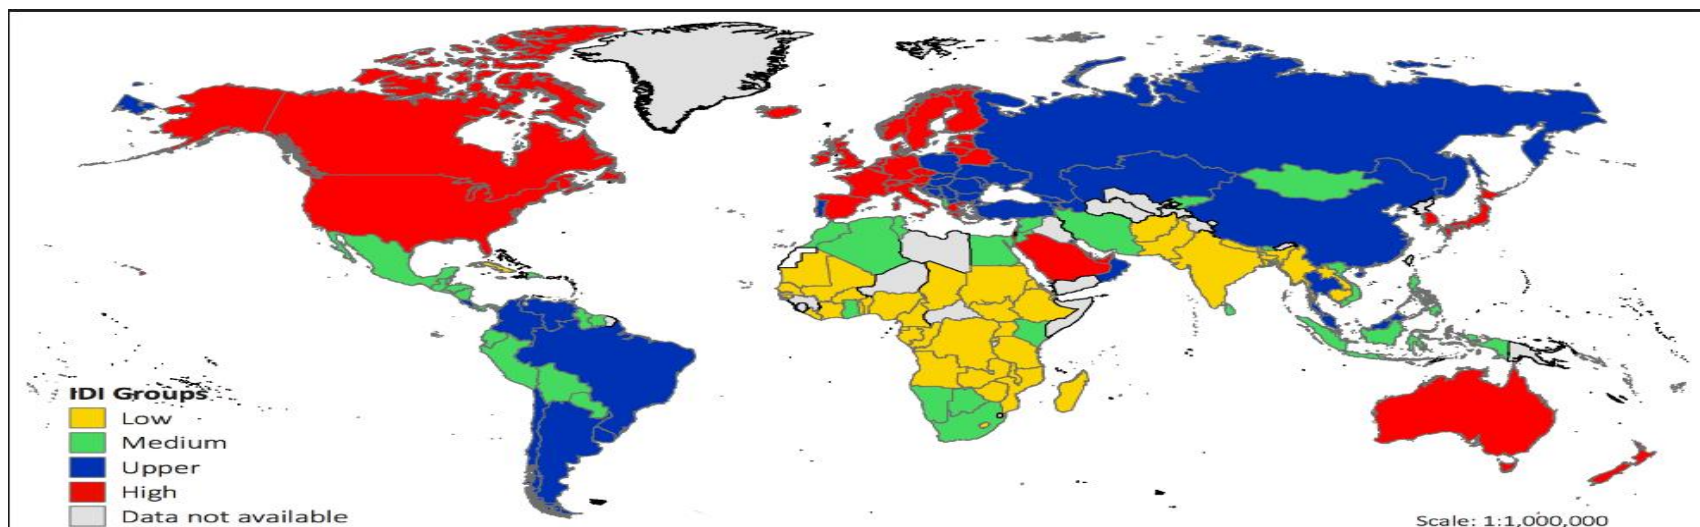 IDI Groups
Low
Medium
Upper
High
Data not available
Scale: 1:1,000,000